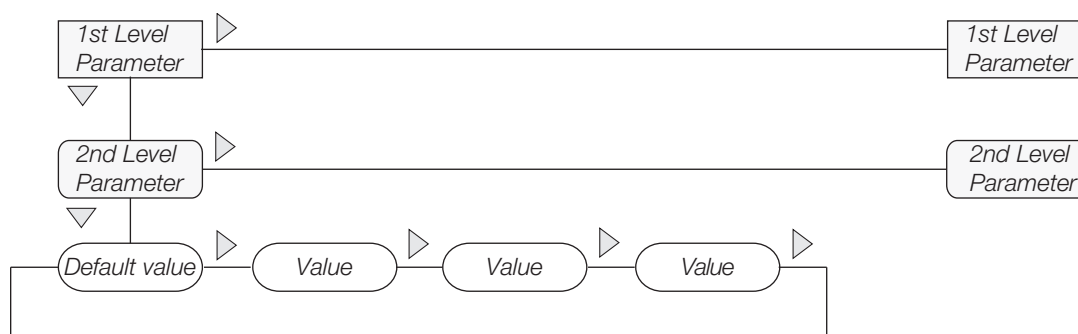 1st Level
Parameter
1st Level
Parameter
2nd Level
Parameter
2nd Level
Parameter
Default value
Value
Value
Value